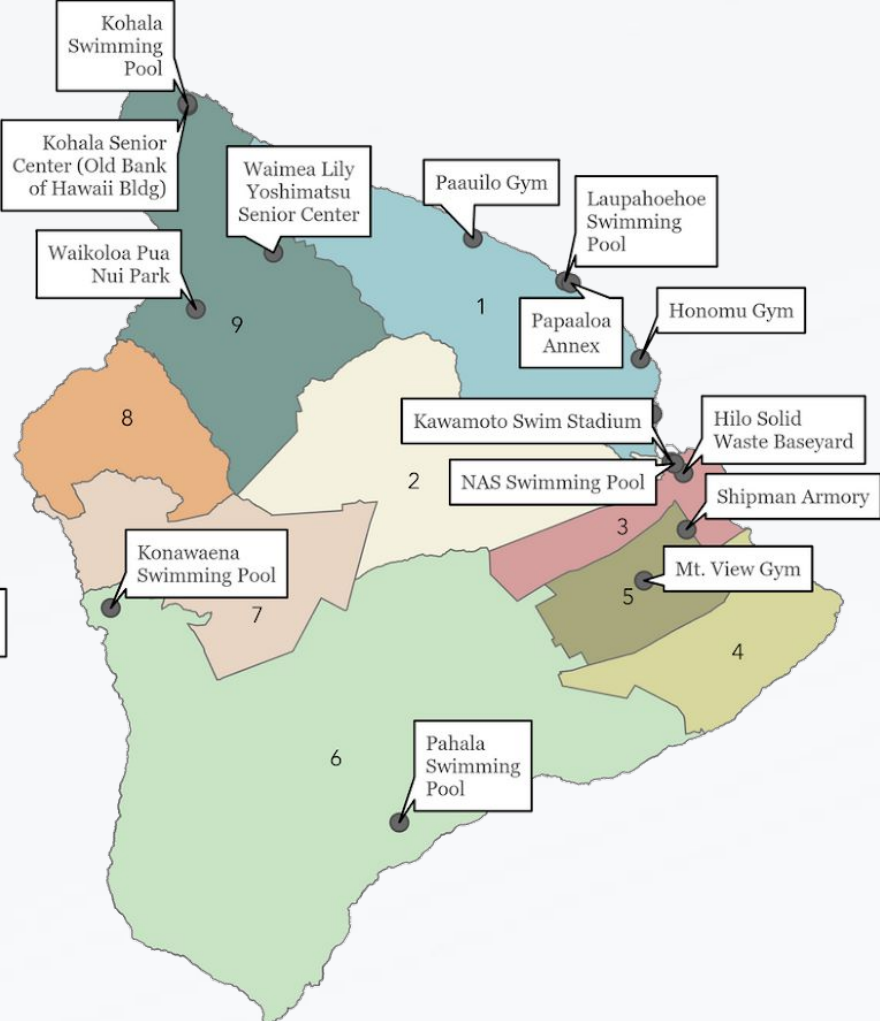 Kohala
Swimming
Pool
Kohala Senior
Center (Old Bank
of Hawaii Bldg)
Waimea Lily
Yoshimatsu
Senior Center
Paauilo Gym
Laupahoehoe
Swimming
Pool
Waikoloa Pua
Nui Park
Papaaloa
Annex
Honomu Gym
1
9
8
Kawamoto Swim Stadium
Hilo Solid
Waste Baseyard
2
NAS Swimming Pool
Shipman Armory
3
Konawaena
Swimming Pool
Mt. View Gym
5
7
4
6
Pahala
Swimming
Pool